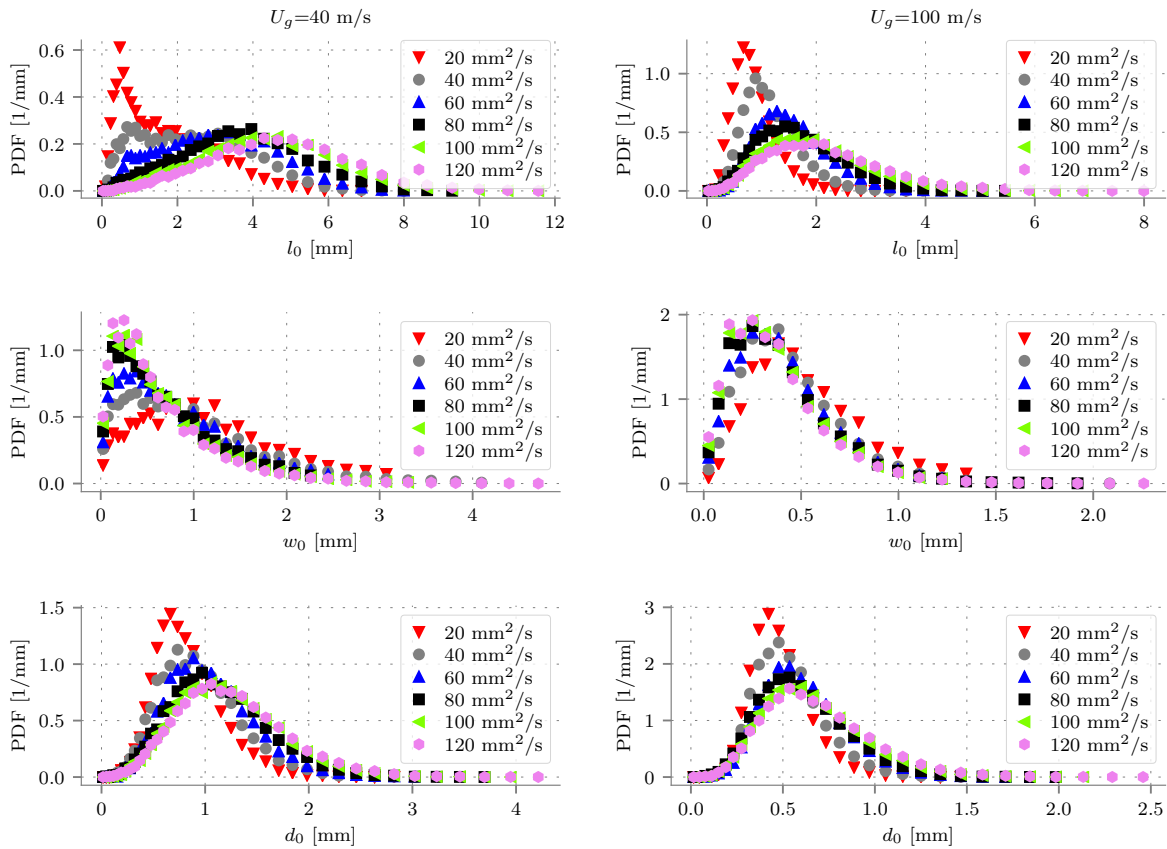 U_g=40 m/s
U_g=100 m/s
PDF [1/mm]
0.6
0.4
0.2
0.0
0 2 4 6 8 10 12
l_0 [mm]
20 mm²/s
40 mm²/s
60 mm²/s
80 mm²/s
100 mm²/s
120 mm²/s
PDF [1/mm]
1.0
0.5
0.0
0 2 4 6 8
l_0 [mm]
20 mm²/s
40 mm²/s
60 mm²/s
80 mm²/s
100 mm²/s
120 mm²/s
PDF [1/mm]
1.0
0.5
0.0
0 1 2 3 4
w_0 [mm]
20 mm²/s
40 mm²/s
60 mm²/s
80 mm²/s
100 mm²/s
120 mm²/s
PDF [1/mm]
2
1
0
0.0 0.5 1.0 1.5 2.0
w_0 [mm]
20 mm²/s
40 mm²/s
60 mm²/s
80 mm²/s
100 mm²/s
120 mm²/s
PDF [1/mm]
1.5
1.0
0.5
0.0
0 1 2 3 4
d_0 [mm]
20 mm²/s
40 mm²/s
60 mm²/s
80 mm²/s
100 mm²/s
120 mm²/s
PDF [1/mm]
3
2
1
0
0.0 0.5 1.0 1.5 2.0 2.5
d_0 [mm]
20 mm²/s
40 mm²/s
60 mm²/s
80 mm²/s
100 mm²/s
120 mm²/s